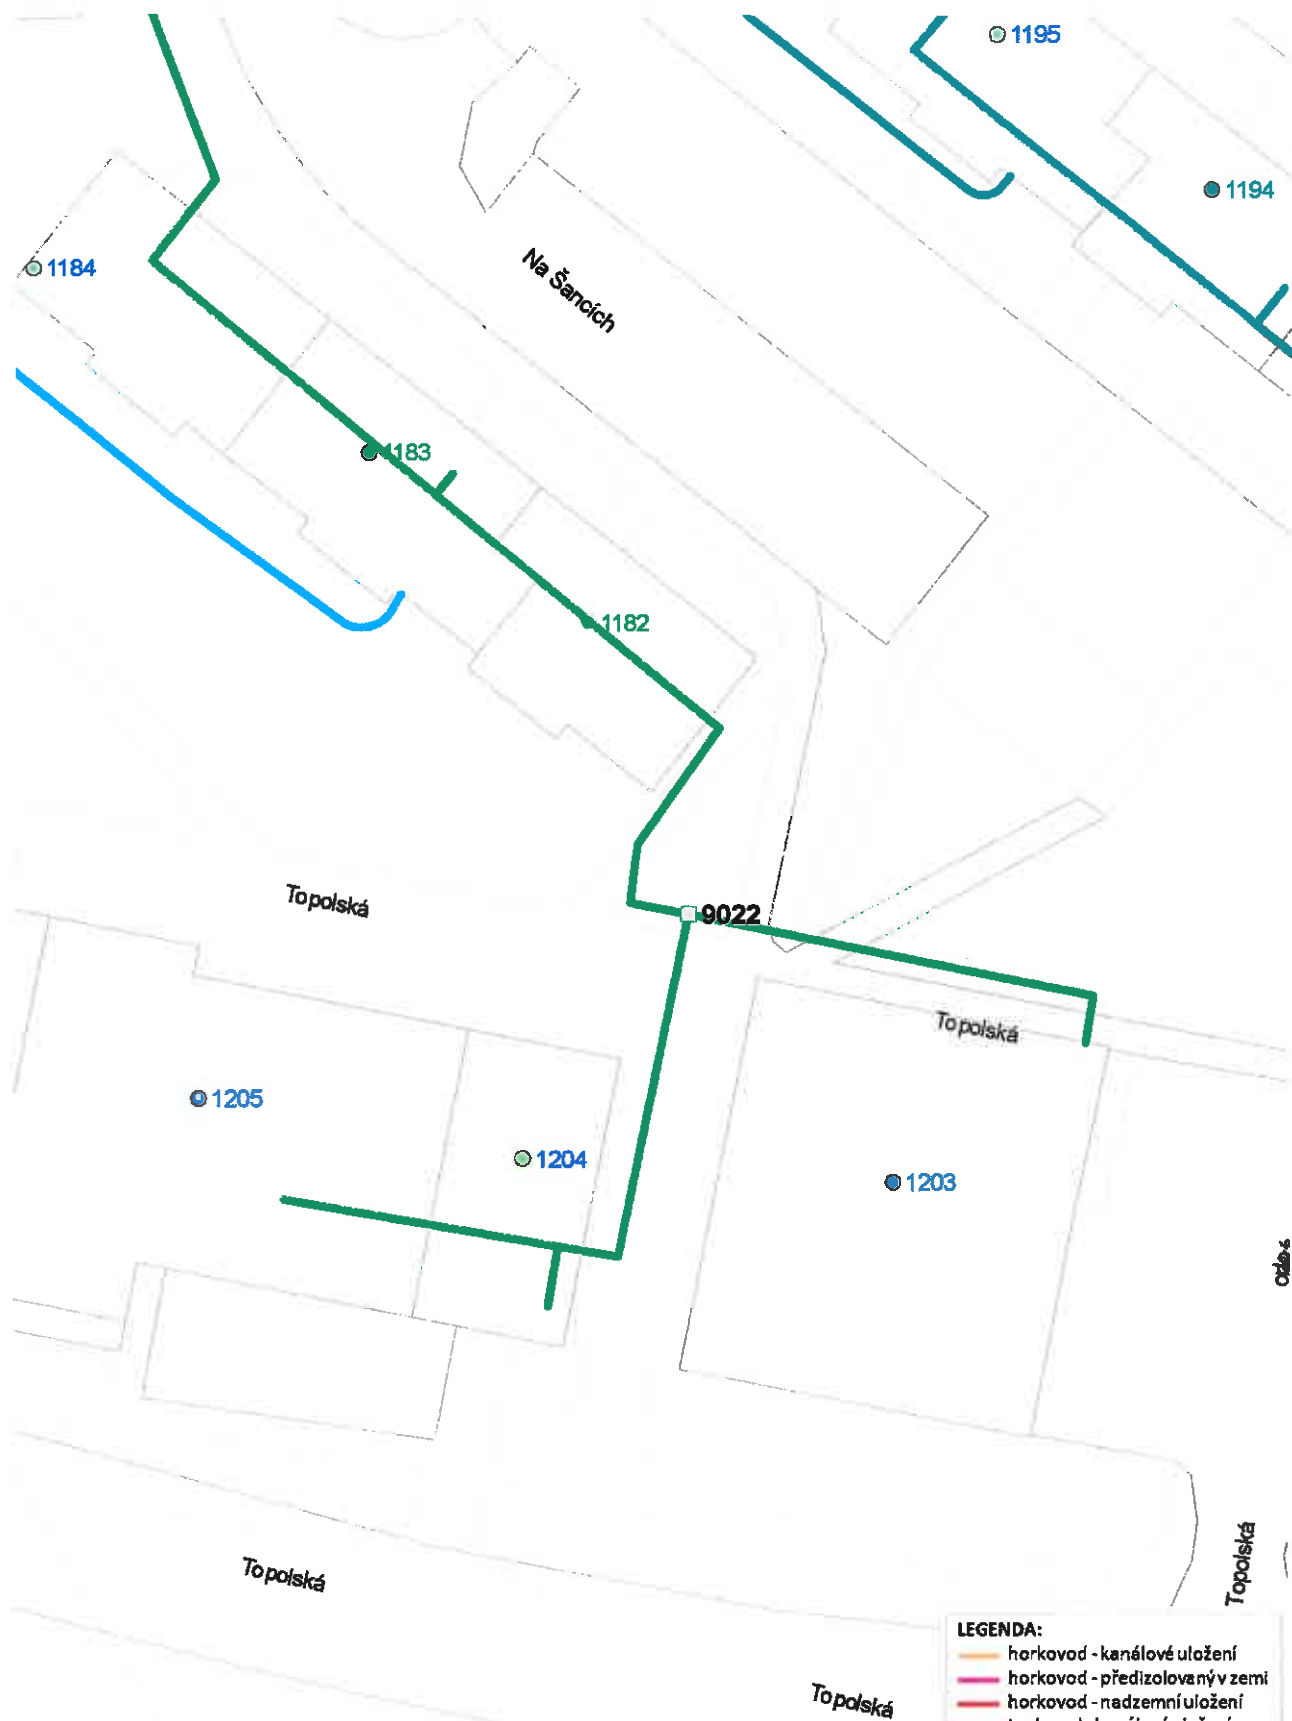 1195
1194
Na Šancích
1184
1183
1182
Topolská
9022
Topolská
1205
1204
1203
Topolská
Topolská
Topolská
LEGENDA:
horkovod - kanálové uložení
horkovod - předizolovaný v zemi
horkovod - nadzemní uložení